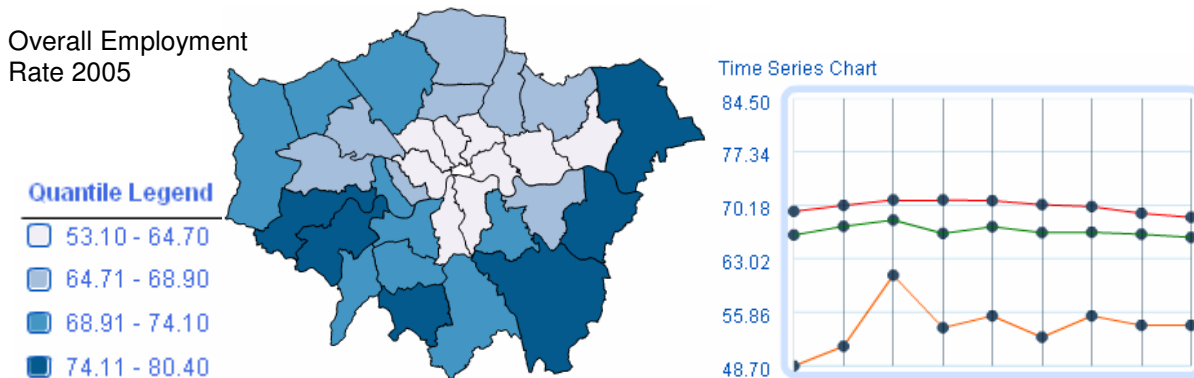 Overall Employment
Rate 2005
Quantile Legend
53.10 - 64.70
64.71 - 68.90
68.91 - 74.10
74.11 - 80.40
Time Series Chart
84.50
77.34
70.18
63.02
55.86
48.70